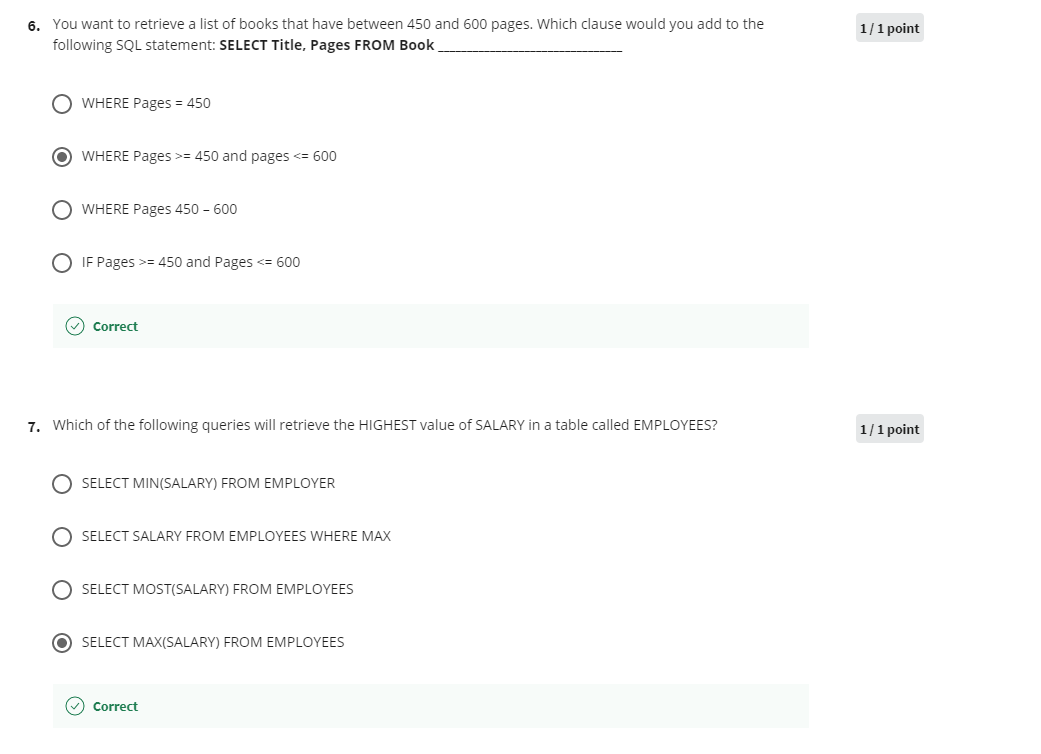 6. You want to retrieve a list of books that have between 450 and 600 pages. Which clause would you add to the
following SQL statement: SELECT Title, Pages FROM Book ________________________________
1 / 1 point
WHERE Pages = 450
WHERE Pages >= 450 and pages <= 600
WHERE Pages 450 – 600
IF Pages >= 450 and Pages <= 600
Correct
7. Which of the following queries will retrieve the HIGHEST value of SALARY in a table called EMPLOYEES?
1 / 1 point
SELECT MIN(SALARY) FROM EMPLOYER
SELECT SALARY FROM EMPLOYEES WHERE MAX
SELECT MOST(SALARY) FROM EMPLOYEES
SELECT MAX(SALARY) FROM EMPLOYEES
Correct